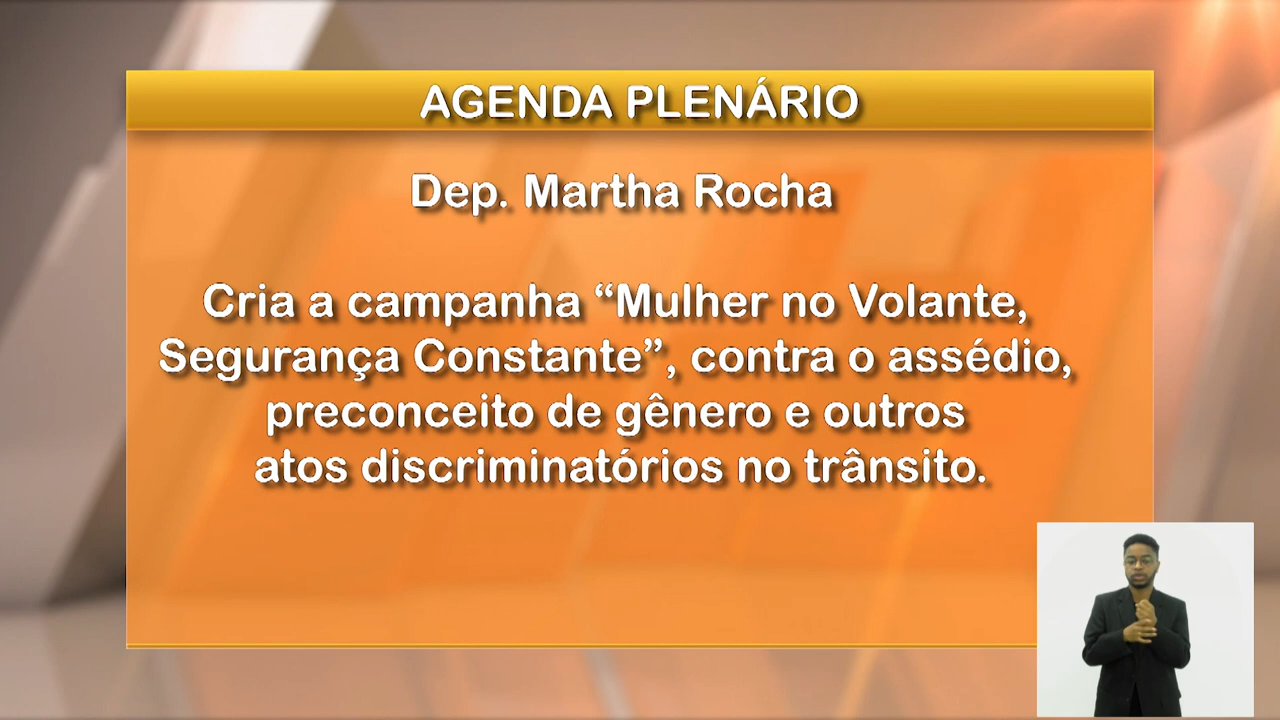 AGENDA PLENÁRIO
Dep. Martha Rocha
Cria a campanha “Mulher no Volante,
Segurança Constante”, contra o assédio,
preconceito de gênero e outros
atos discriminatórios no trânsito.